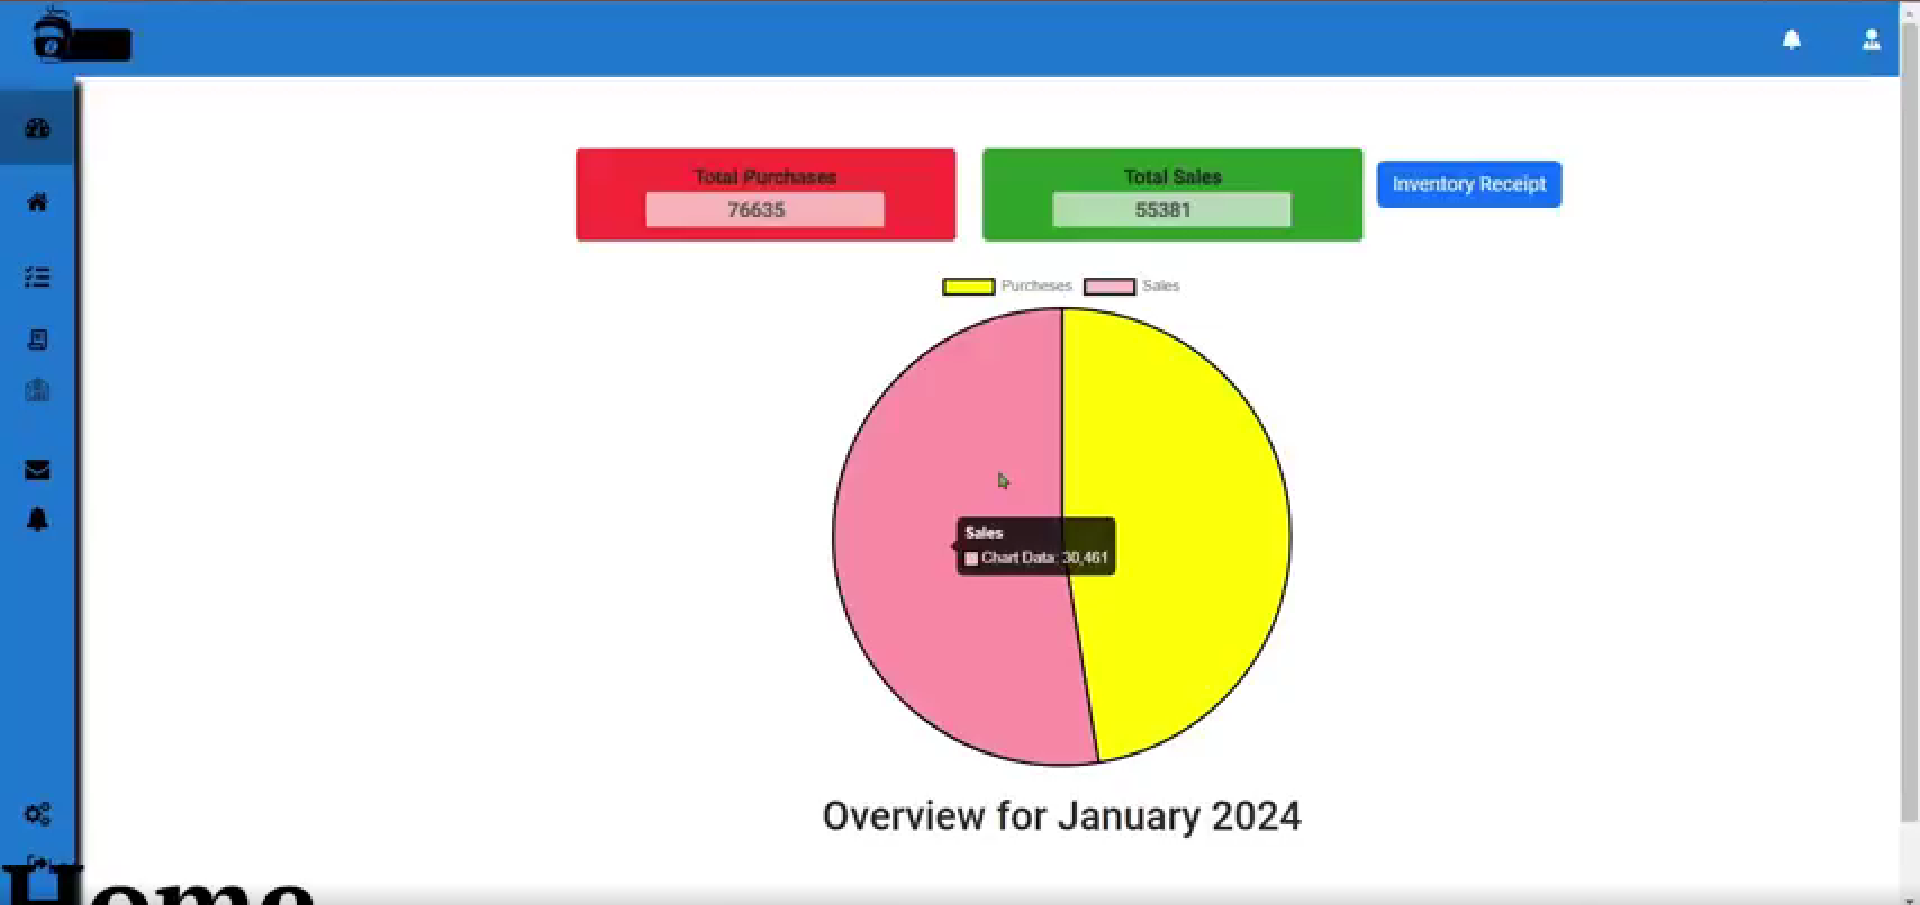 Total Purchases
76635
Total Sales
55381
Inventory Receipt
Purcheses
Sales
Sales
Chart Data: 30,461
Overview for January 2024
Home